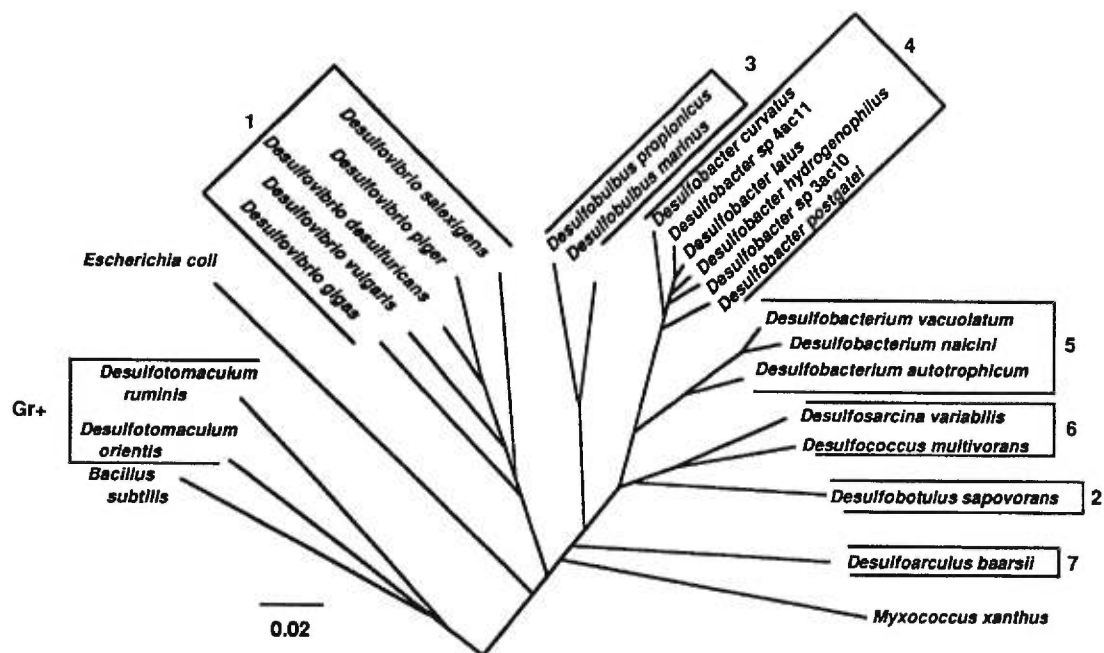 1
Desulfovibrio salexigens
Desulfovibrio piger
Desulfovibrio desulfuricans
Desulfovibrio vulgaris
Desulfovibrio gigas
3
Desulfobulbus propionicus
Desulfobulbus marinus
4
Desulfobacter curvatus
Desulfobacter sp 4ac11
Desulfobacter latus
Desulfobacter hydrogenophilus
Desulfobacter sp 3ac10
Desulfobacter postgatei
Escherichia coli
Gr+
Desulfotomaculum
ruminis
Desulfotomaculum
orientis
Bacillus
subtilis
Desulfobacterium vacuolatum
Desulfobacterium naicini
Desulfobacterium autotrophicum
5
Desulfosarcina variabilis
Desulfococcus multivorans
6
Desulfobotulus sapovorans
2
Desulfoarculus baarsii
7
Myxococcus xanthus
0.02